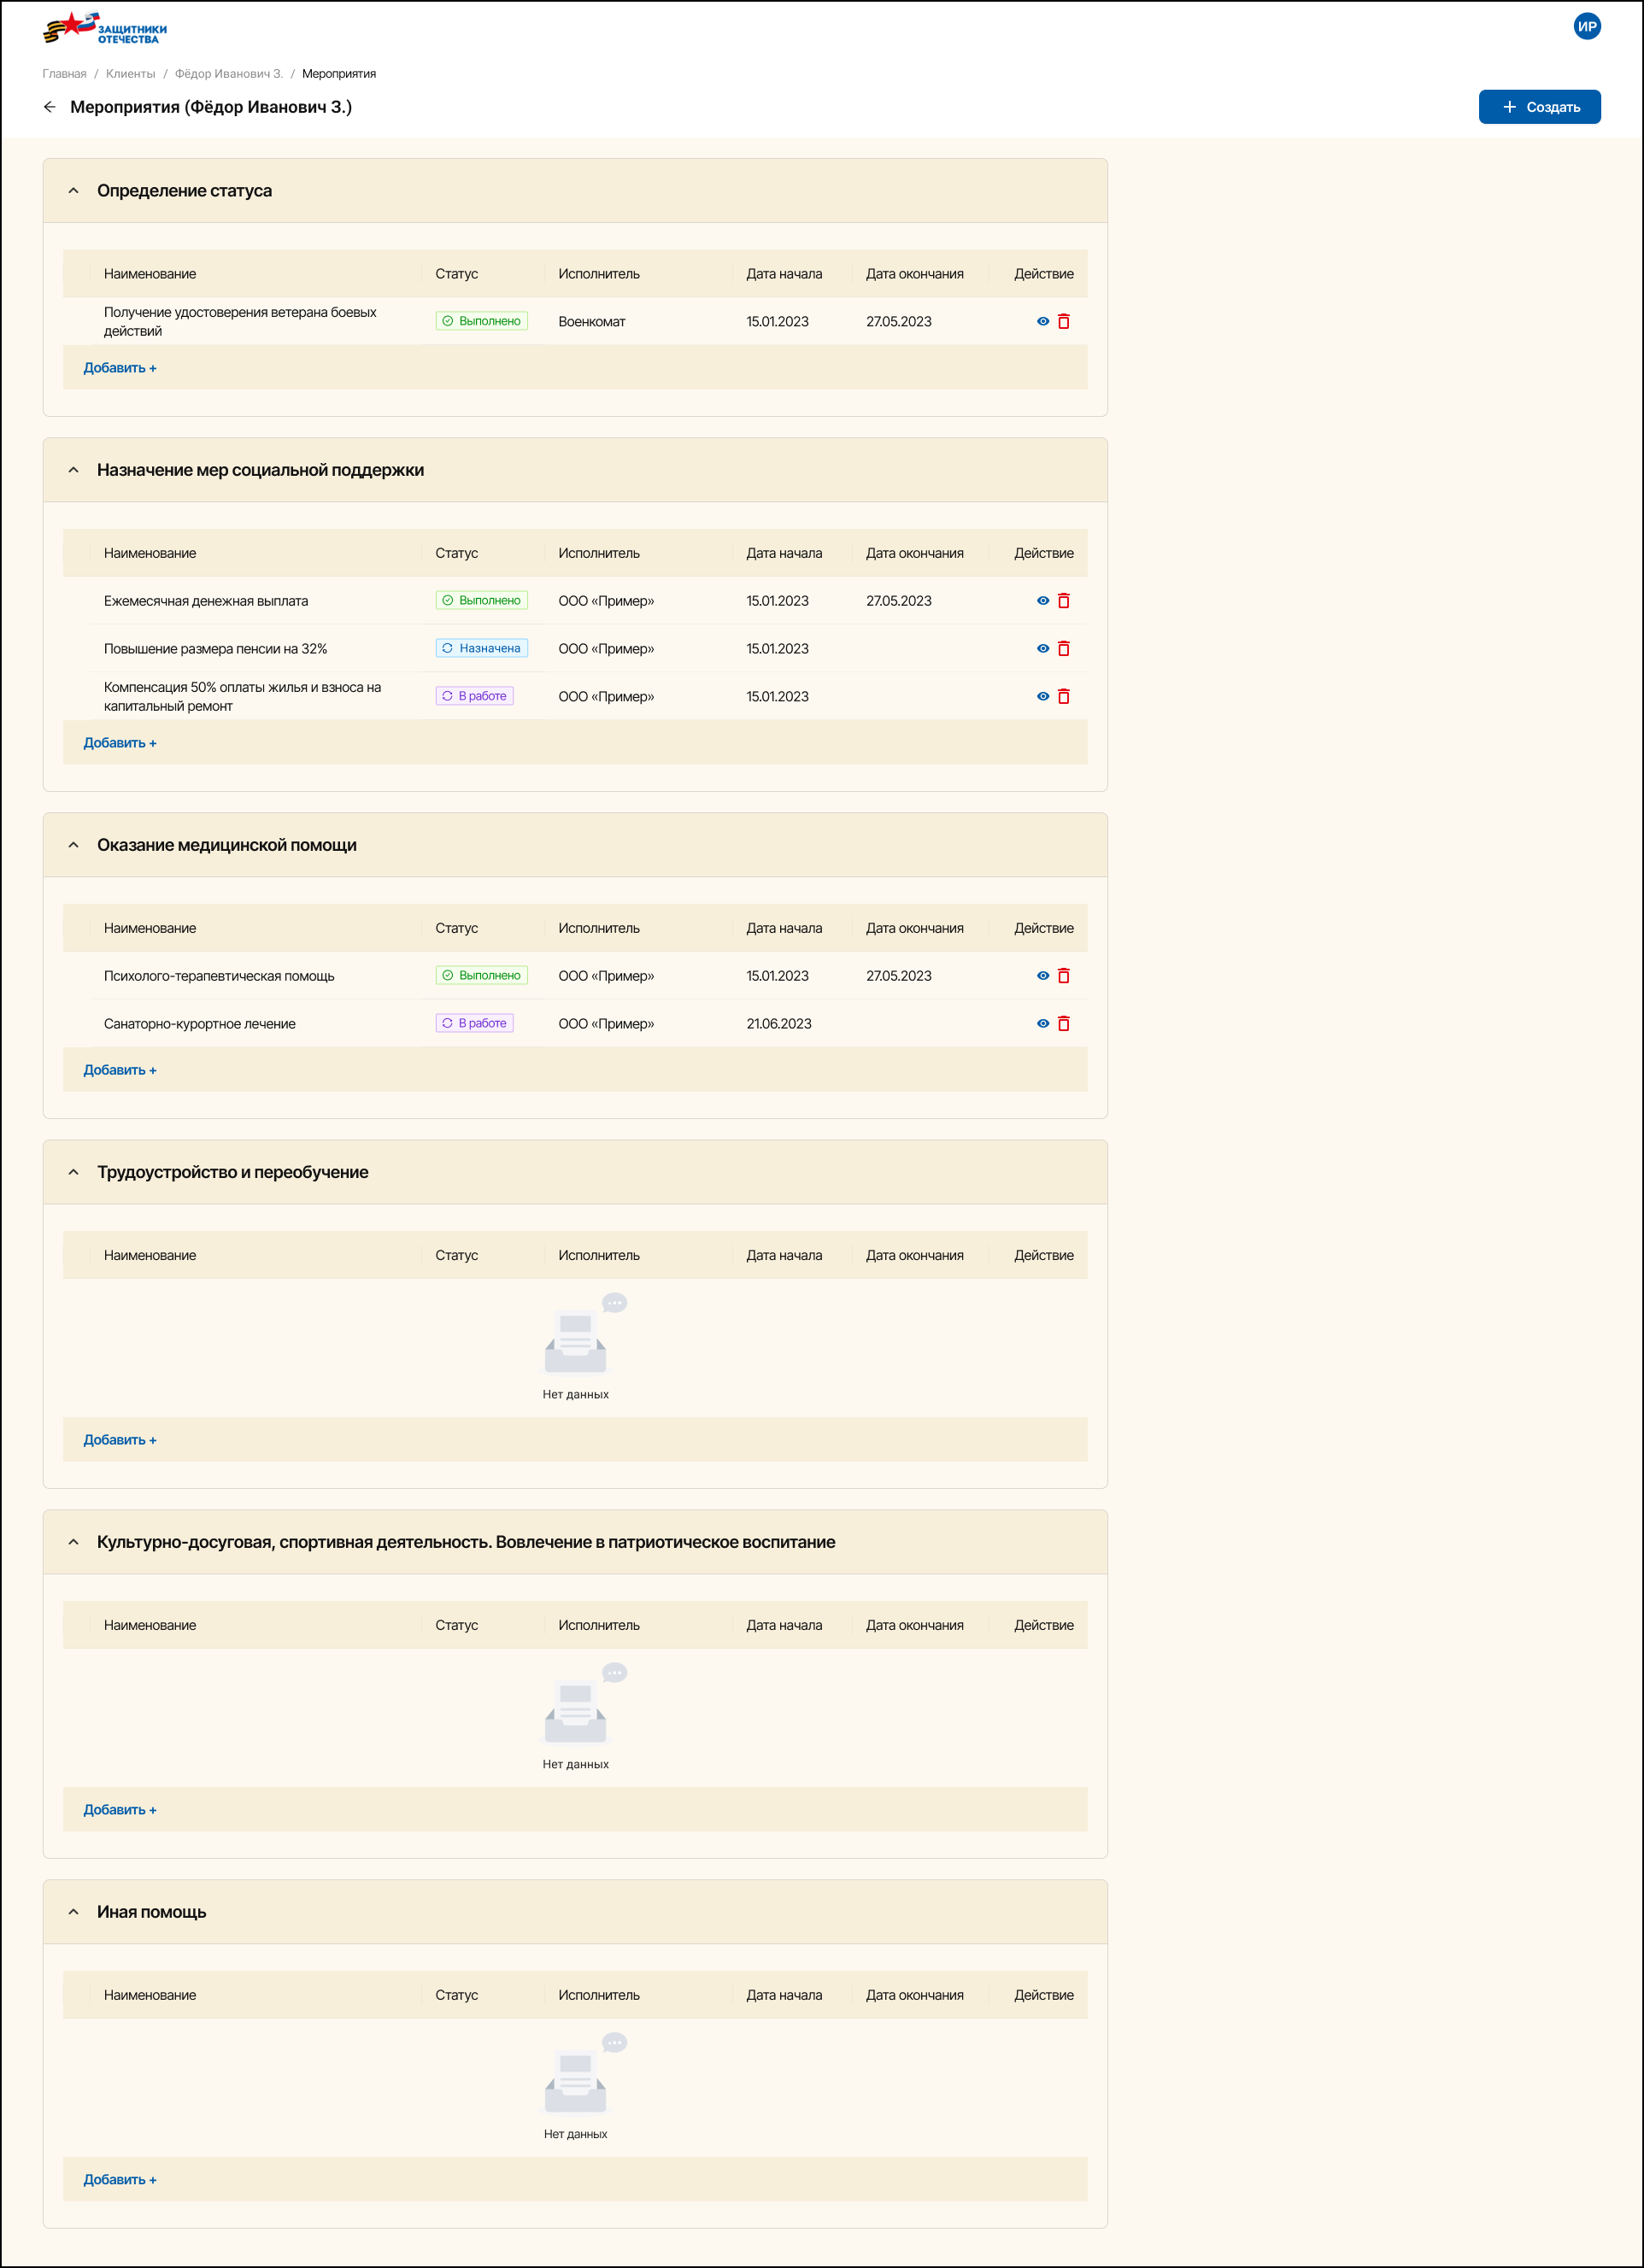 ЗАЩИТНИКИ
ОТЕЧЕСТВА
ИР
Главная / Клиенты / Фёдор Иванович З. / Мероприятия
Мероприятия (Фёдор Иванович З.)
Создать
Определение статуса
Наименование Статус Исполнитель Дата начала Дата окончания Действие
Получение удостоверения ветерана боевых
действий
Выполнено Военкомат 15.01.2023 27.05.2023
Добавить +
Назначение мер социальной поддержки
Наименование Статус Исполнитель Дата начала Дата окончания Действие
Ежемесячная денежная выплата Выполнено ООО «Пример» 15.01.2023 27.05.2023
Повышение размера пенсии на 32% Назначена ООО «Пример» 15.01.2023
Компенсация 50% оплаты жилья и взноса на
капитальный ремонт
В работе ООО «Пример» 15.01.2023
Добавить +
Оказание медицинской помощи
Наименование Статус Исполнитель Дата начала Дата окончания Действие
Психолого-терапевтическая помощь Выполнено ООО «Пример» 15.01.2023 27.05.2023
Санаторно-курортное лечение В работе ООО «Пример» 21.06.2023
Добавить +
Трудоустройство и переобучение
Наименование Статус Исполнитель Дата начала Дата окончания Действие
Нет данных
Добавить +
Культурно-досуговая, спортивная деятельность. Вовлечение в патриотическое воспитание
Наименование Статус Исполнитель Дата начала Дата окончания Действие
Нет данных
Добавить +
Иная помощь
Наименование Статус Исполнитель Дата начала Дата окончания Действие
Нет данных
Добавить +